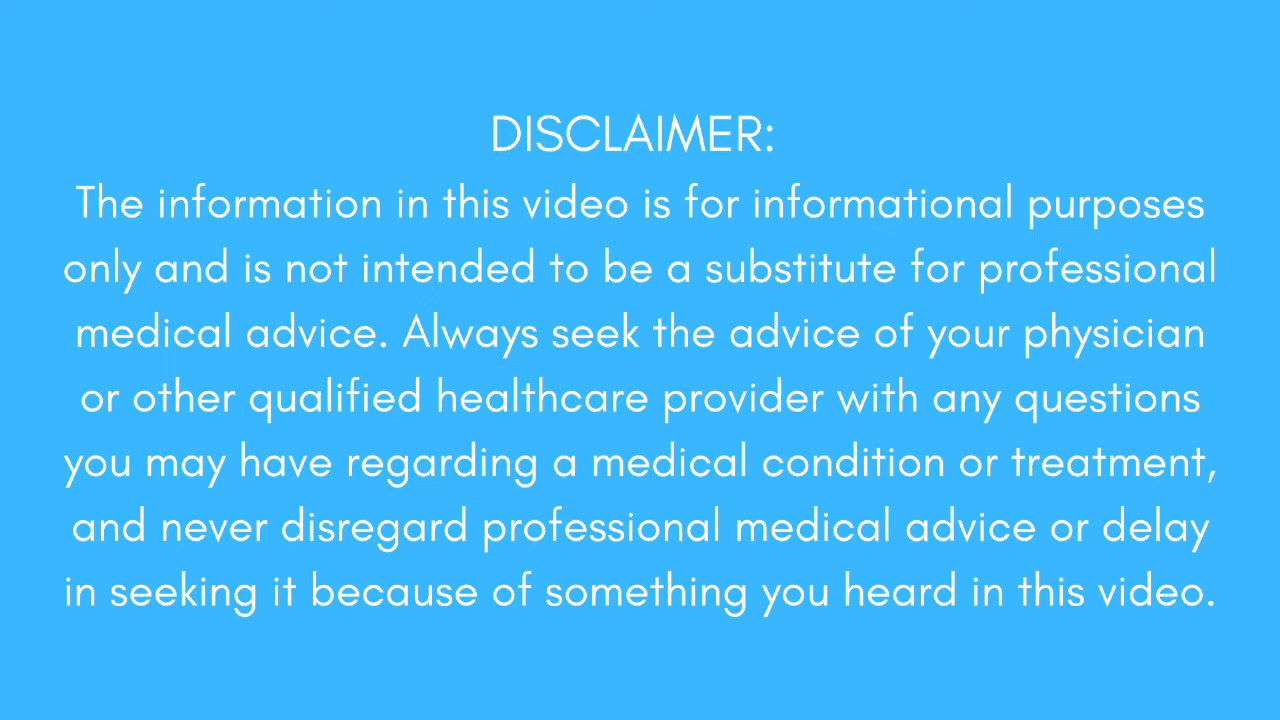 DISCLAIMER:
The information in this video is for informational purposes
only and is not intended to be a substitute for professional
medical advice. Always seek the advice of your physician
or other qualified healthcare provider with any questions
you may have regarding a medical condition or treatment,
and never disregard professional medical advice or delay
in seeking it because of something you heard in this video.